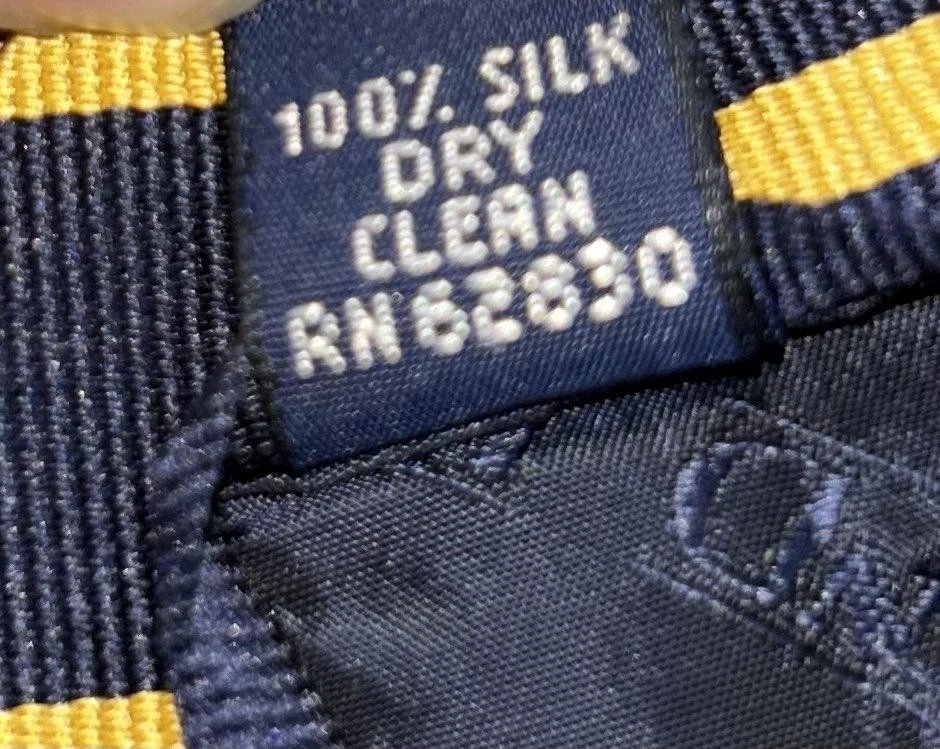 100% SILK
DRY
CLEAN
RN62830